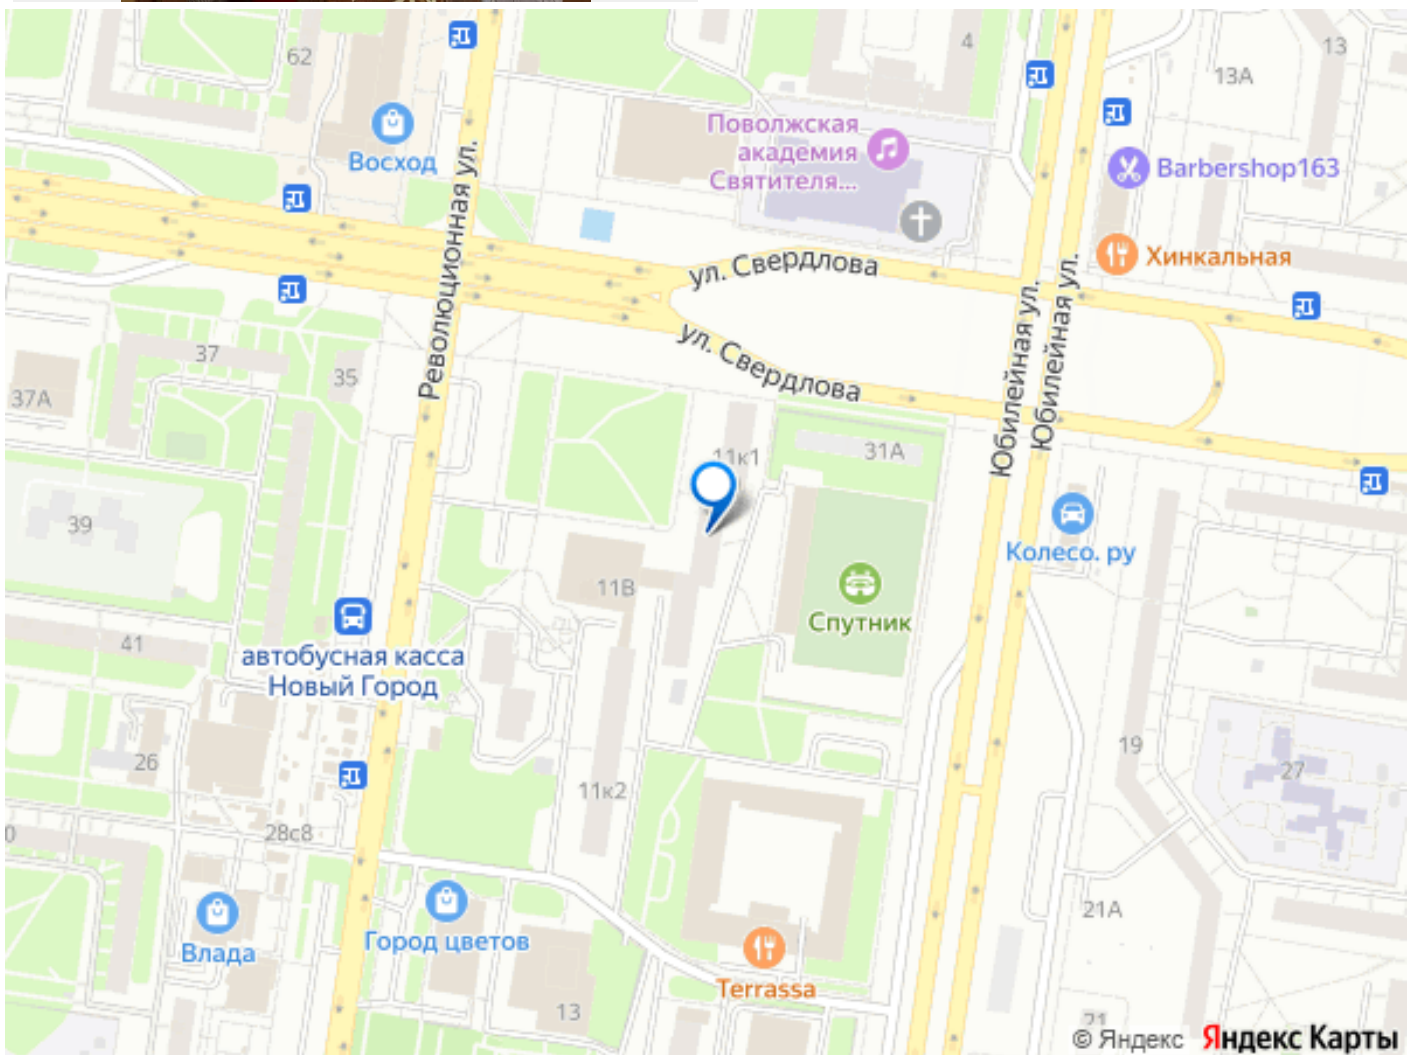 62
4
13
13А
Поволжская
академия
Святителя...
Восход
Barbershop163
Революционная ул.
ул. Свердлова
Хинкальная
Юбилейная ул.
Юбилейная ул.
ул. Свердлова
37
35
37А
11к1
31А
39
Колесо. ру
11В
Спутник
41
автобусная касса
Новый Город
26
19
27
11к2
28с8
0
21А
Влада
Город цветов
Terrassa
13
21
© Яндекс Яндекс Карты